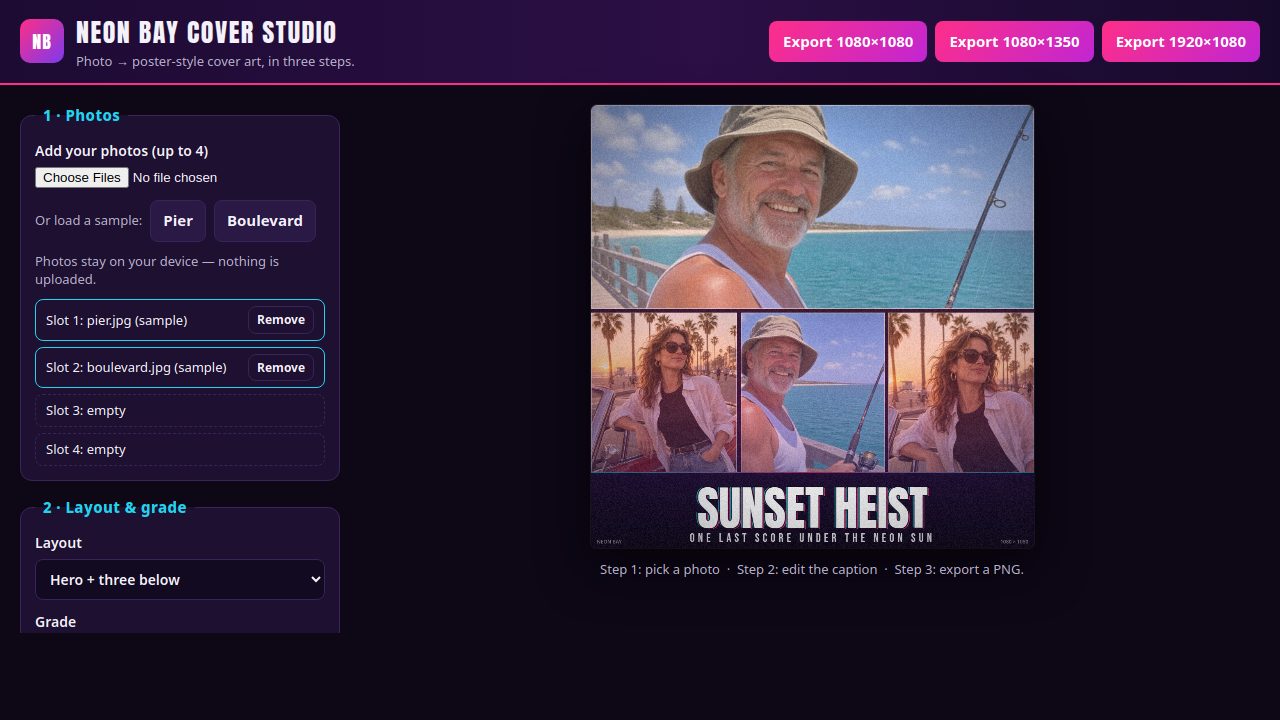 NB
NEON BAY COVER STUDIO
Photo → poster-style cover art, in three steps.
Export 1080×1080
Export 1080×1350
Export 1920×1080
1 · Photos
Add your photos (up to 4)
Choose Files No file chosen
Or load a sample: Pier Boulevard
Photos stay on your device — nothing is
uploaded.
Slot 1: pier.jpg (sample) Remove
Slot 2: boulevard.jpg (sample) Remove
Slot 3: empty
Slot 4: empty
2 · Layout & grade
Layout
Hero + three below
Grade
SUNSET HEIST
ONE LAST SCORE UNDER THE NEON SUN
NEON BAY
1080 × 1080
Step 1: pick a photo · Step 2: edit the caption · Step 3: export a PNG.